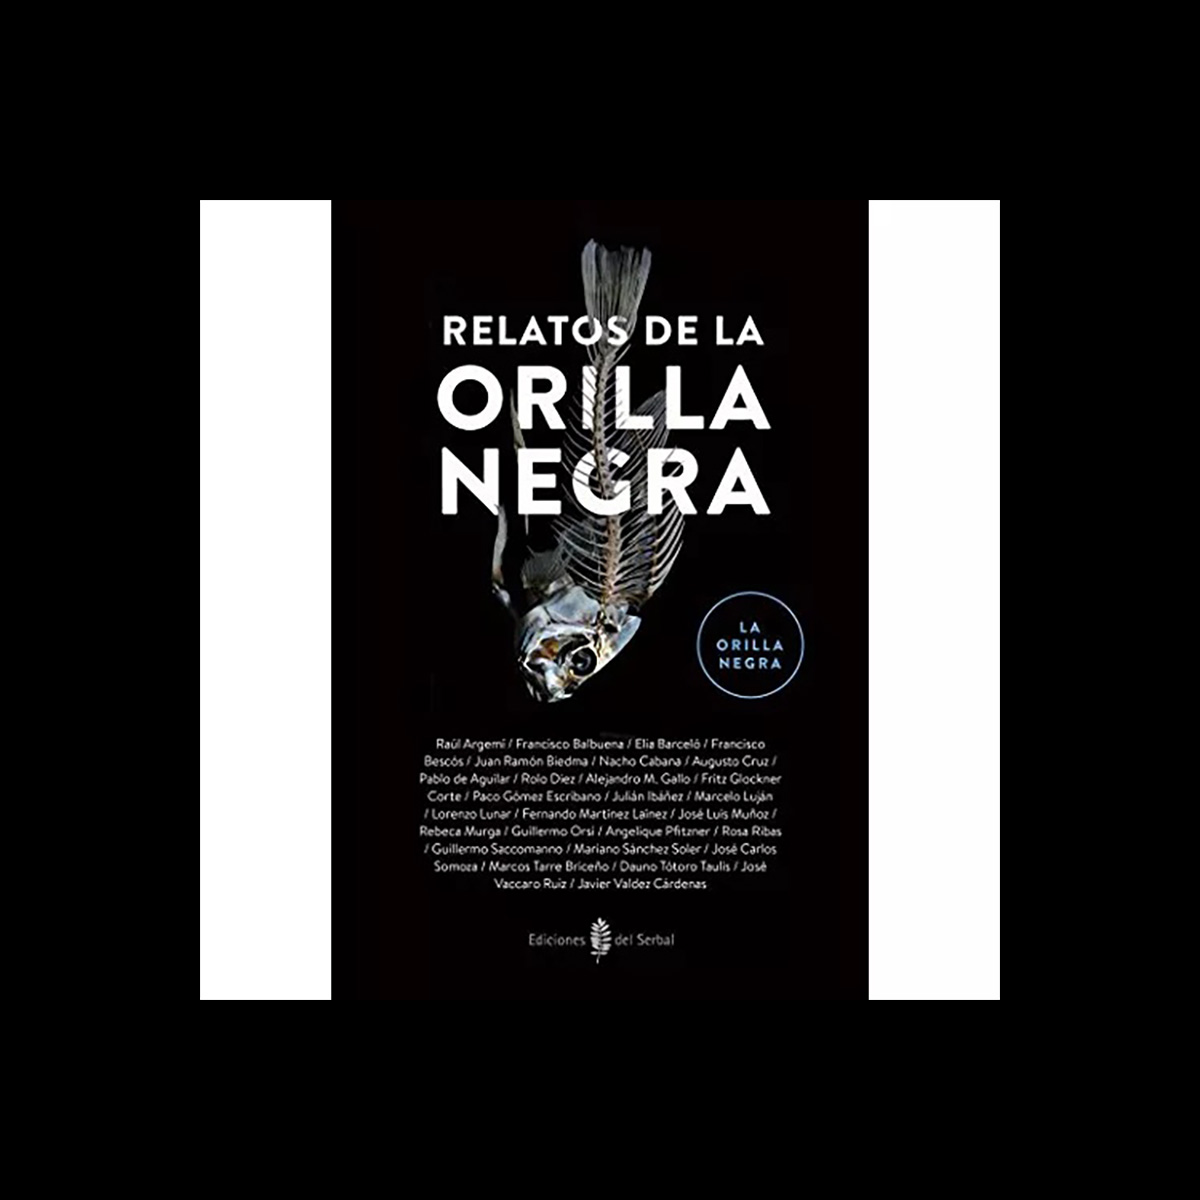 RELATOS DE LA
ORILLA
NEGRA
LA
ORILLA
NEGRA
Raúl Argemí / Francisco Balbuena / Elia Barceló / Francisco
Bescós / Juan Ramón Biedma / Nacho Cabana / Augusto Cruz /
Pablo de Aguilar / Rolo Diez / Alejandro M. Gallo / Fritz Glockner
Corte / Paco Gómez Escribano / Julián Ibáñez / Marcelo Luján
/ Lorenzo Lunar / Fernando Martínez Laínez / José Luis Muñoz /
Rebeca Murga / Guillermo Orsi / Angelique Pfitzner / Rosa Ribas
/ Guillermo Saccomanno / Mariano Sánchez Soler / José Carlos
Somoza / Marcos Tarre Briceño / Dauno Tótoro Taulis / José
Vaccaro Ruiz / Javier Valdez Cárdenas
Ediciones del Serbal